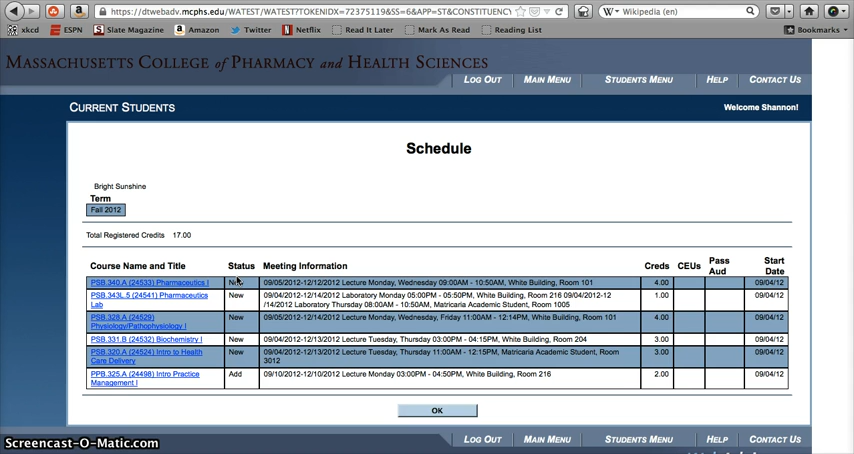 https://dtwebadv.mcphs.edu/WATEST/WATEST?TOKENIDX=72375119&SS=6&APP=ST&CONSTITUENCY
Wikipedia (en)
xkcd ESPN Slate Magazine Amazon Twitter Netflix Read It Later Mark As Read Reading List Bookmarks
MASSACHUSETTS COLLEGE of PHARMACY and HEALTH SCIENCES
LOG OUT MAIN MENU STUDENTS MENU HELP CONTACT US
CURRENT STUDENTS Welcome Shannon!
Schedule
Bright Sunshine
Term
Fall 2012
Total Registered Credits 17.00
Course Name and Title Status Meeting Information Creds CEUs Pass Aud Start Date
PSB.340.A (24533) Pharmaceutics I New 09/05/2012-12/12/2012 Lecture Monday, Wednesday 09:00AM - 10:50AM, White Building, Room 101 4.00 09/04/12
PSB.343L.5 (24541) Pharmaceutics New 09/04/2012-12/14/2012 Laboratory Monday 05:00PM - 05:50PM, White Building, Room 216 09/04/2012-12 1.00 09/04/12
Lab /14/2012 Laboratory Thursday 08:00AM - 10:50AM, Matricaria Academic Student, Room 1005
PSB.328.A (24529) New 09/05/2012-12/14/2012 Lecture Monday, Wednesday, Friday 11:00AM - 12:14PM, White Building, Room 101 4.00 09/04/12
Physiology/Pathophysiology I
PSB.331.B (24532) Biochemistry I New 09/04/2012-12/13/2012 Lecture Tuesday, Thursday 03:00PM - 04:15PM, White Building, Room 204 3.00 09/04/12
PSB.320.A (24524) Intro to Health New 09/04/2012-12/13/2012 Lecture Tuesday, Thursday 11:00AM - 12:15PM, Matricaria Academic Student, Room 3.00 09/04/12
Care Delivery 3012
PPB.325.A (24498) Intro Practice Add 09/10/2012-12/10/2012 Lecture Monday 03:00PM - 04:50PM, White Building, Room 216 2.00 09/04/12
Management I
OK
Screencast-O-Matic.com LOG OUT MAIN MENU STUDENTS MENU HELP CONTACT US